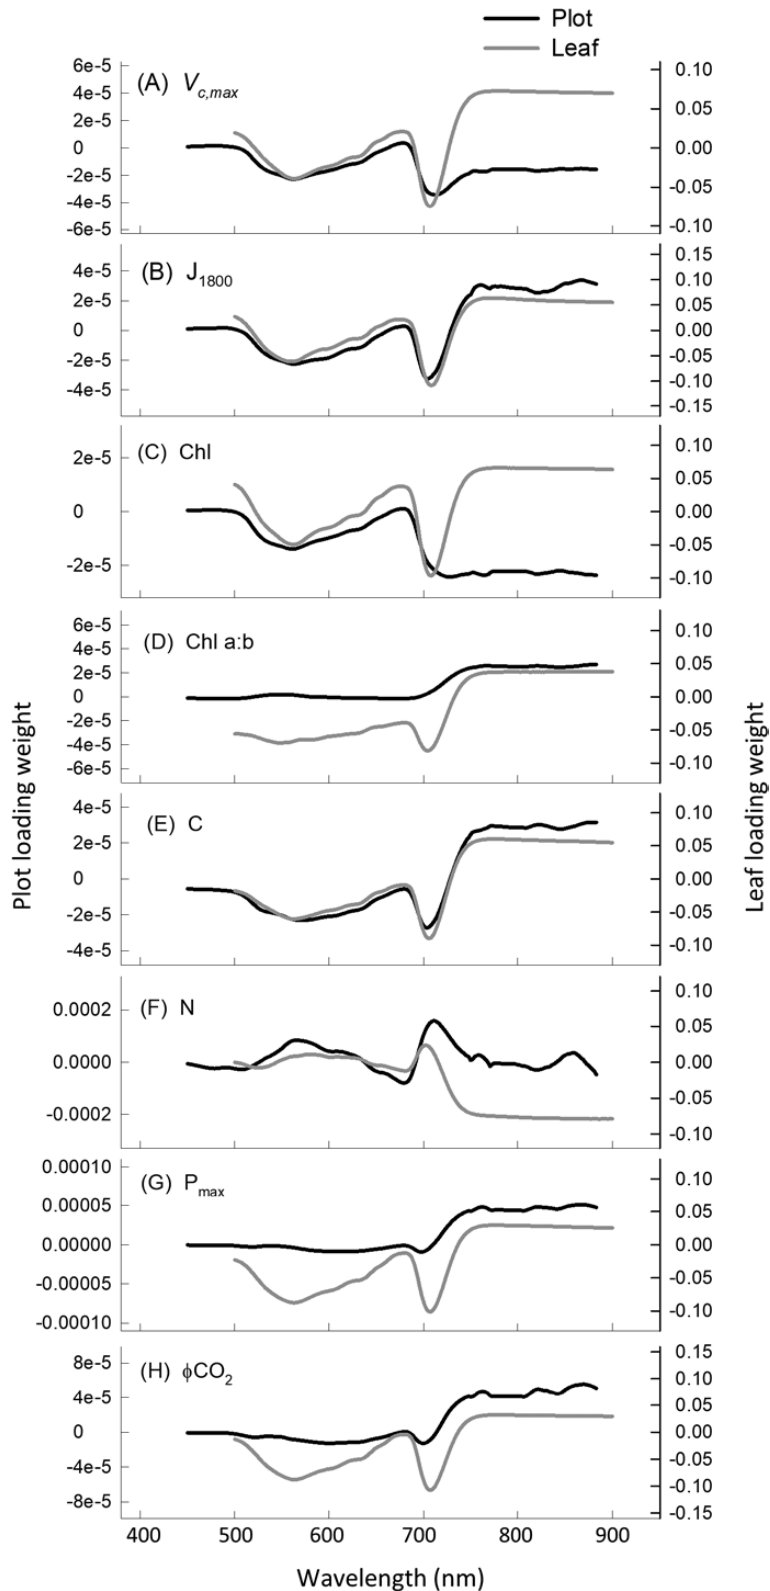 Plot
Leaf
(A) Vc,max
6e-5
4e-5
2e-5
0
-2e-5
-4e-5
-6e-5
0.10
0.05
0.00
-0.05
-0.10
(B) J1800
4e-5
2e-5
0
-2e-5
-4e-5
0.15
0.10
0.05
0.00
-0.05
-0.10
-0.15
(C) Chl
2e-5
0
-2e-5
0.10
0.05
0.00
-0.05
-0.10
(D) Chl a:b
6e-5
4e-5
2e-5
0
-2e-5
-4e-5
-6e-5
0.10
0.05
0.00
-0.05
-0.10
(E) C
4e-5
2e-5
0
-2e-5
-4e-5
0.10
0.05
0.00
-0.05
-0.10
(F) N
0.0002
0.0000
-0.0002
0.10
0.05
0.00
-0.05
-0.10
(G) Pmax
0.00010
0.00005
0.00000
-0.00005
-0.00010
0.10
0.05
0.00
-0.05
-0.10
(H) ϕCO2
8e-5
4e-5
0
-4e-5
-8e-5
0.15
0.10
0.05
0.00
-0.05
-0.10
-0.15
400 500 600 700 800 900
Wavelength (nm)
Plot loading weight
Leaf loading weight